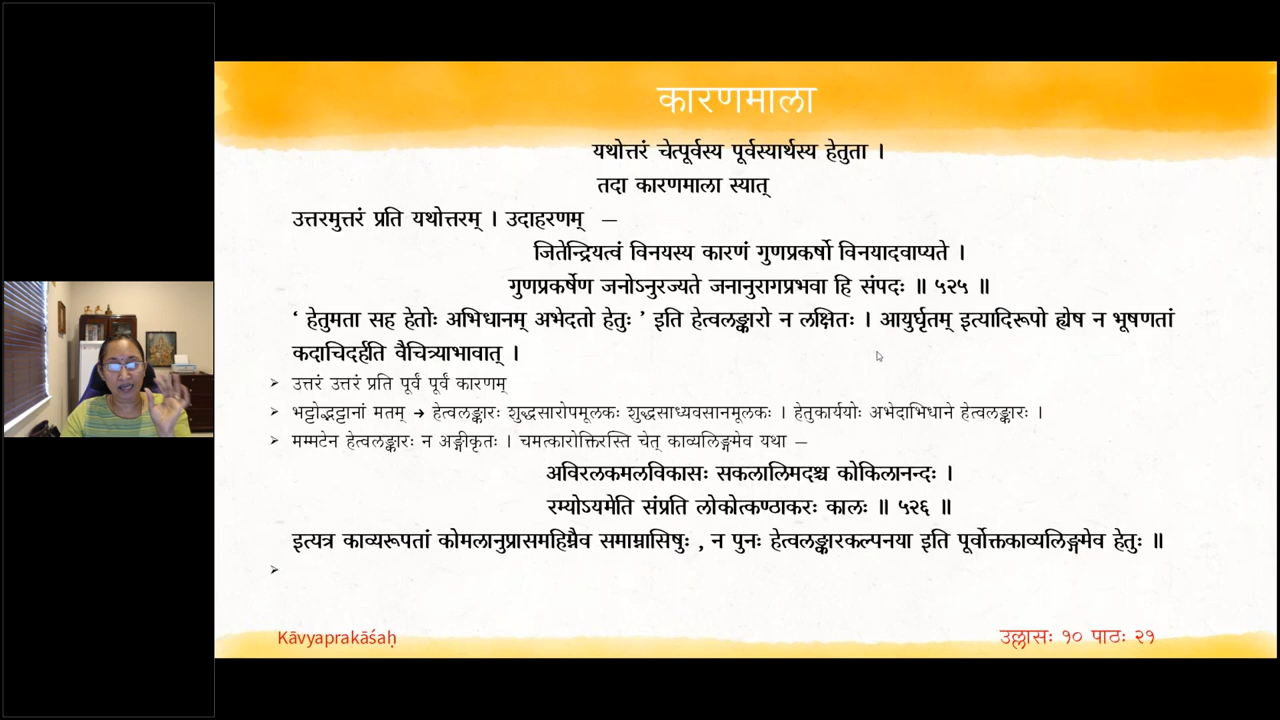 कारणमाला
यथोत्तरं चेत्पूर्वस्य पूर्वस्यार्थस्य हेतुता ।
तदा कारणमाला स्यात्
उत्तरमुत्तरं प्रति यथोत्तरम् । उदाहरणम् –
जितेन्द्रियत्वं विनयस्य कारणं गुणप्रकर्षो विनयादवाप्यते ।
गुणप्रकर्षेण जनोऽनुरज्यते जनानुरागप्रभवा हि संपदः ॥ ५२५ ॥
‘ हेतुमता सह हेतोः अभिधानम् अभेदतो हेतुः ’ इति हेत्वलङ्कारो न लक्षितः । आयुर्घृतम् इत्यादिरूपो ह्येष न भूषणतां
कदाचिदर्हति वैचित्र्याभावात् ।
➢ उत्तरं उत्तरं प्रति पूर्वं पूर्वं कारणम्
➢ भट्टोद्भट्टानां मतम् → हेत्वलङ्कारः शुद्धसारोपमूलकः शुद्धसाध्यवसानमूलकः । हेतुकार्ययोः अभेदाभिधाने हेत्वलङ्कारः ।
➢ मम्मटेन हेत्वलङ्कारः न अङ्गीकृतः । चमत्कारोक्तिरस्ति चेत् काव्यलिङ्गमेव यथा –
अविरलकमलविकासः सकलालिमदश्च कोकिलानन्दः ।
रम्योऽयमेति संप्रति लोकोत्कण्ठाकरः कालः ॥ ५२६ ॥
इत्यत्र काव्यरूपतां कोमलानुप्रासमहिम्नैव समाम्नासिषुः , न पुनः हेत्वलङ्कारकल्पनया इति पूर्वोक्तकाव्यलिङ्गमेव हेतुः ॥
➢
Kāvyaprakāśaḥ
उल्लासः १० पाठः २१